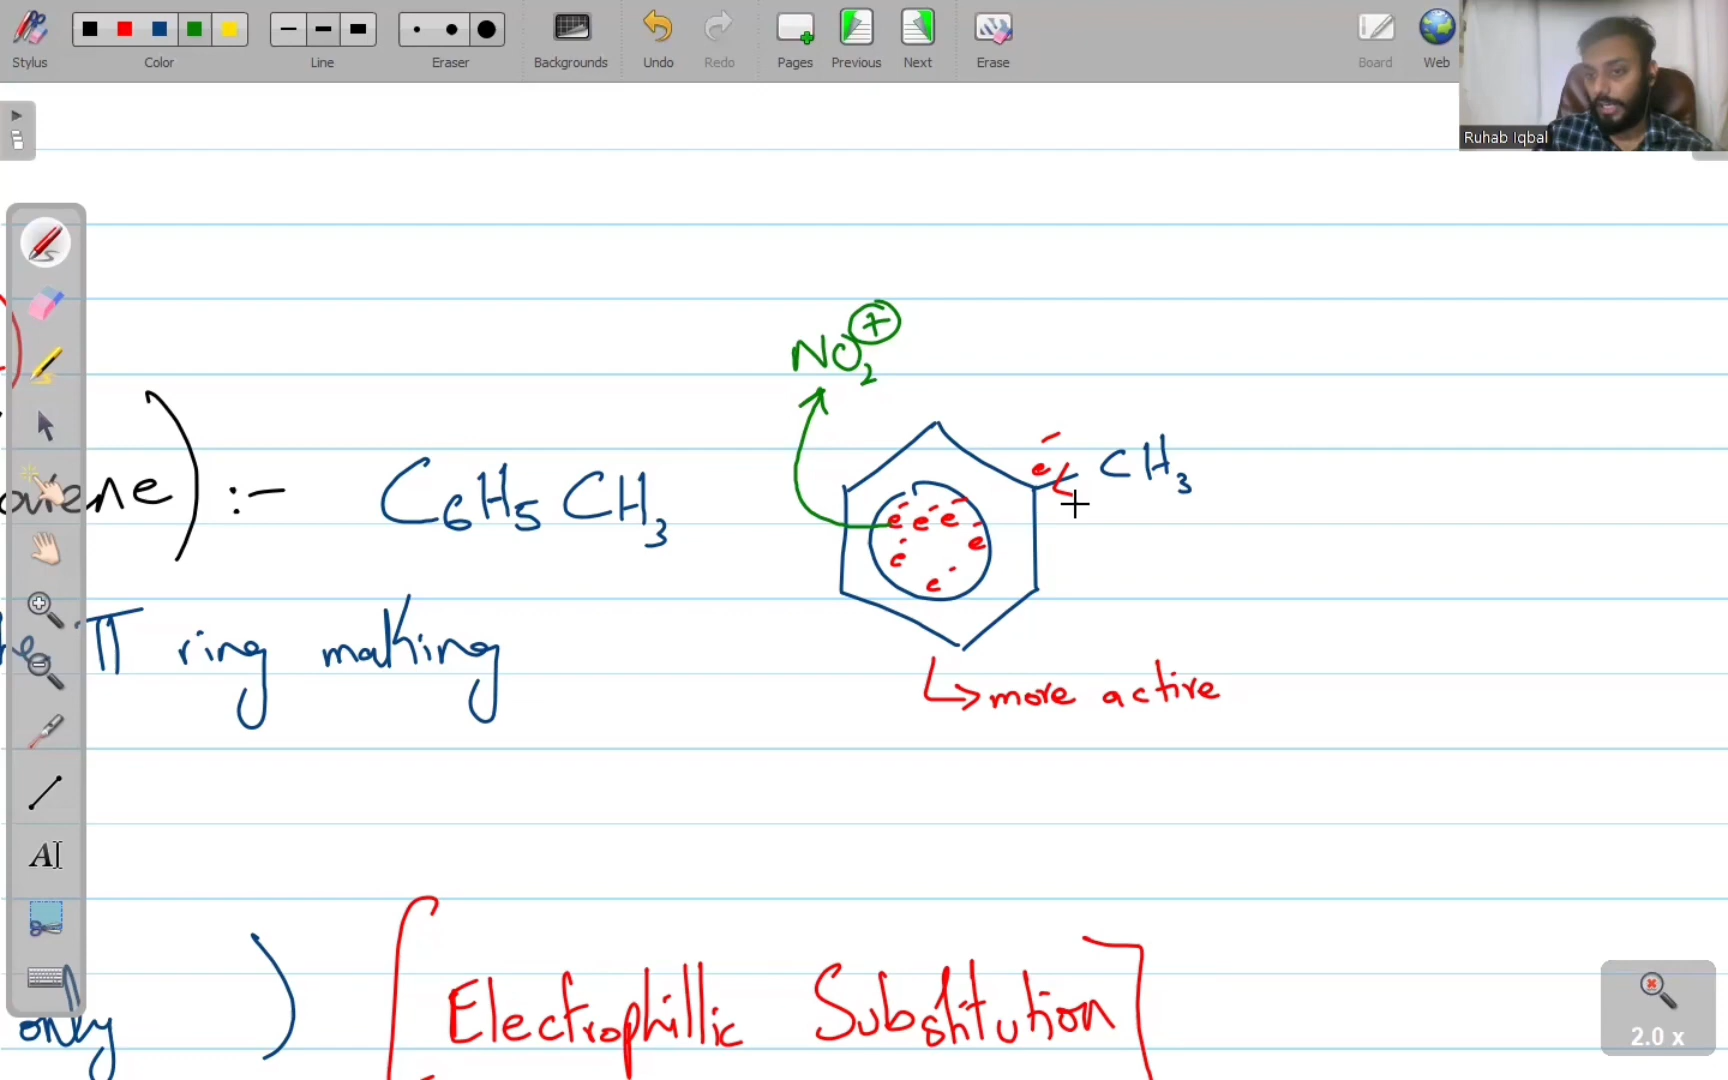 Stylus Color Line Eraser Backgrounds Undo Redo Pages Previous Next Erase Board Web
Ruhab Iqbal
NO2+
CH3
e-
:- C6H5CH3
e- e- e- e-
e- e-
π ring making
more active
Electrophillic Substitution
only
2.0 x